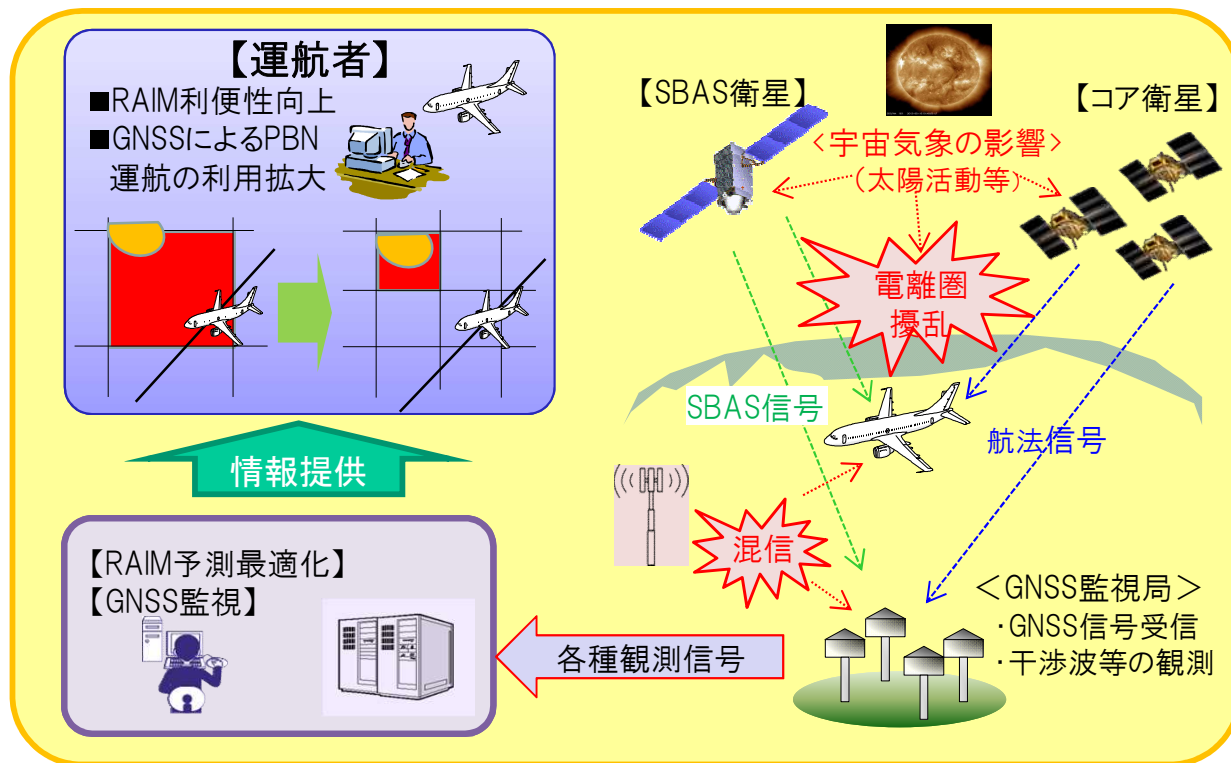 【運航者】
■RAIM利便性向上
■GNSSによるPBN
運航の利用拡大
【SBAS衛星】
【コア衛星】
<宇宙気象の影響>
(太陽活動等)
電離圏
擾乱
SBAS信号
航法信号
情報提供
混信
【RAIM予測最適化】
【GNSS監視】
各種観測信号
＜GNSS監視局＞
・GNSS信号受信
・干渉波等の観測